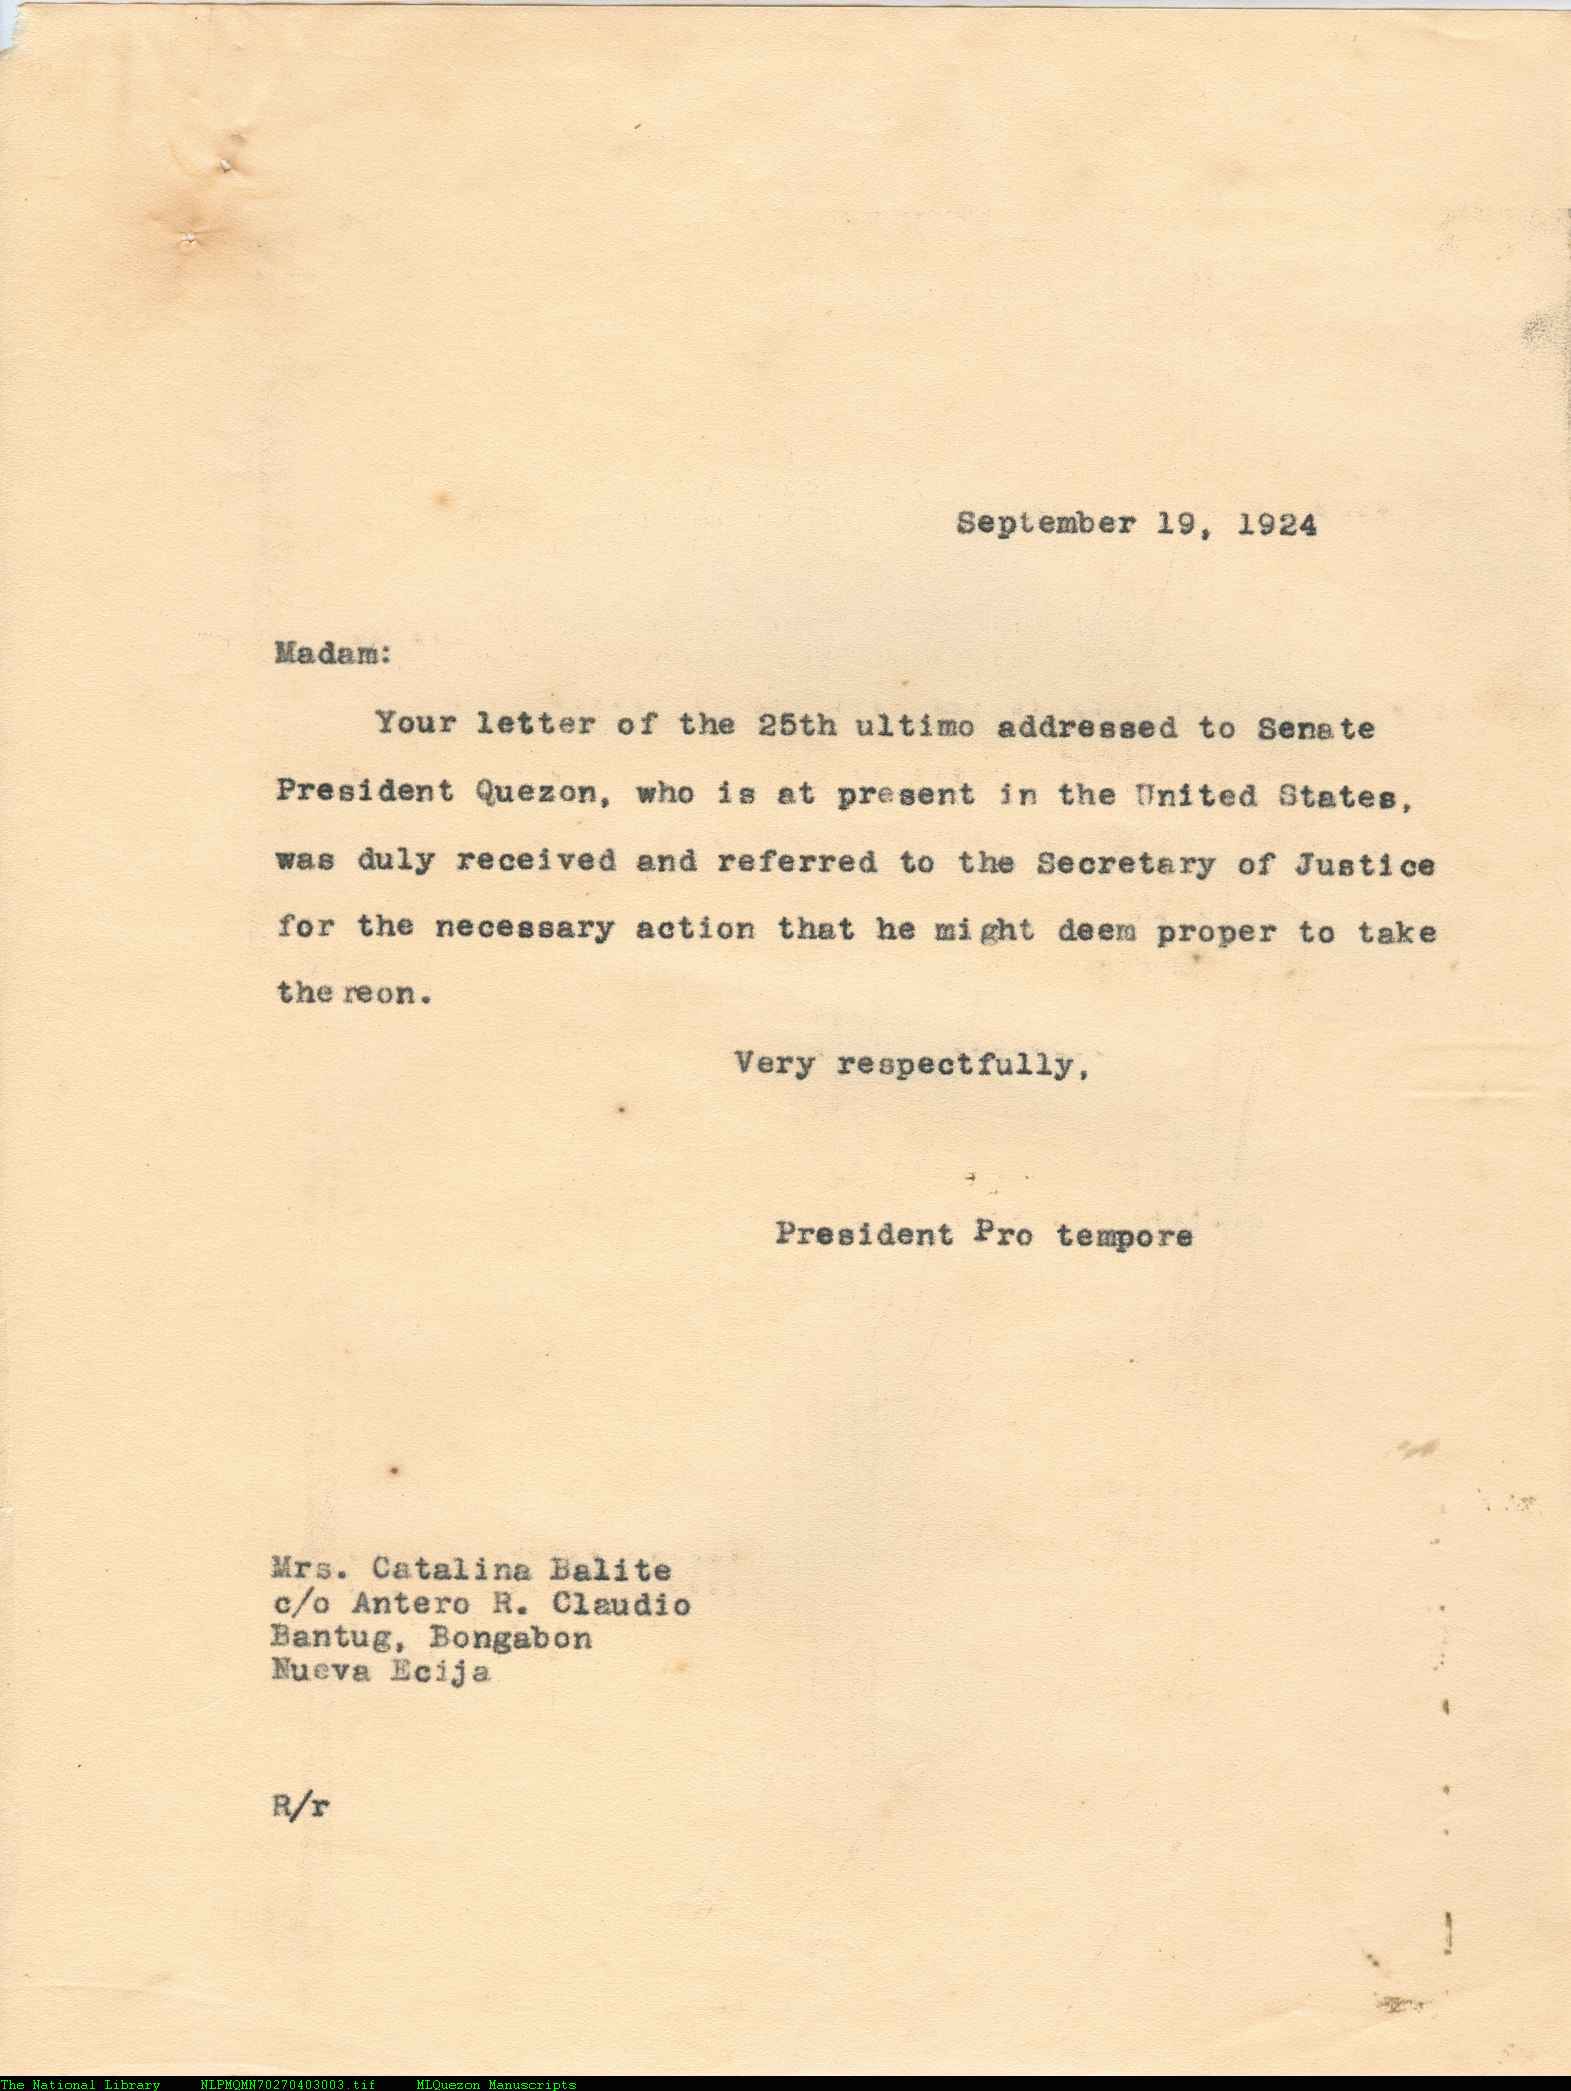 September 19, 1924
Madam:
Your letter of the 25th ultimo addressed to Senate
President Quezon, who is at present in the United States,
was duly received and referred to the Secretary of Justice
for the necessary action that he might deem proper to take
thereon.
Very respectfully,
President Pro tempore
Mrs. Catalina Balite
c/o Antero R. Claudio
Bantug, Bongabon
Nueva Ecija
R/r
The National Library NLPMQMN70270403003.tif MLQuezon Manuscripts